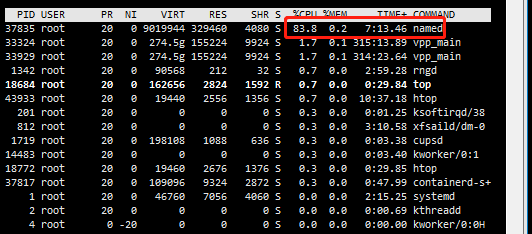 PID USER PR NI VIRT RES SHR S %CPU %MEM TIME+ COMMAND
37835 root 20 0 9019944 329460 4080 S 83.8 0.2 7:13.46 named
33324 root 20 0 274.5g 155224 9924 S 1.7 0.1 315:13.89 vpp_main
33929 root 20 0 274.5g 155224 9924 S 1.7 0.1 314:23.64 vpp_main
1342 root 20 0 90568 212 32 S 0.7 0.0 2:59.28 rngd
18684 root 20 0 162656 2824 1592 R 0.7 0.0 0:29.84 top
43933 root 20 0 19440 2556 1356 S 0.7 0.0 10:37.18 htop
201 root 20 0 0 0 0 S 0.3 0.0 0:01.25 ksoftirqd/38
812 root 20 0 0 0 0 S 0.3 0.0 3:10.58 xfsaild/dm-0
1719 root 20 0 198108 1088 636 S 0.3 0.0 0:03.38 cupsd
14483 root 20 0 0 0 0 S 0.3 0.0 0:03.40 kworker/0:1
18772 root 20 0 19460 2676 1376 S 0.3 0.0 0:29.85 htop
37817 root 20 0 109096 9324 2872 S 0.3 0.0 0:47.99 containerd-s+
1 root 20 0 46760 7056 2540 S 0.0 0.0 2:15.25 systemd
2 root 20 0 0 0 0 S 0.0 0.0 0:00.69 kthreadd
4 root 0 -20 0 0 0 S 0.0 0.0 0:00.00 kworker/0:0H